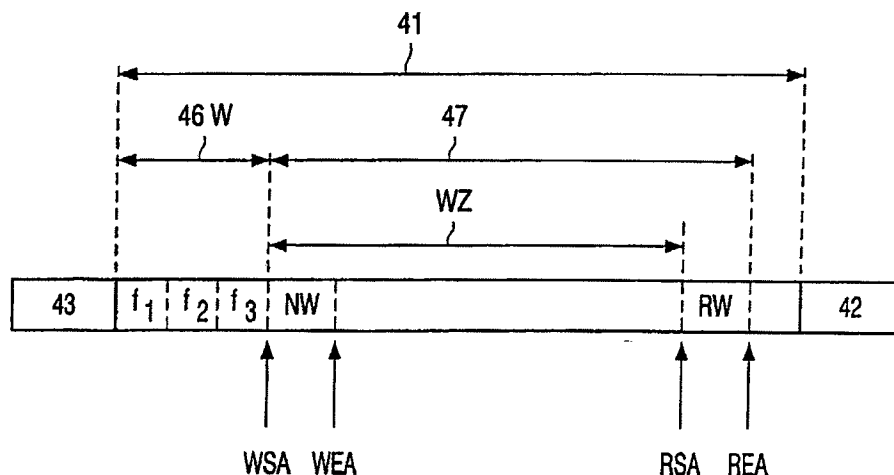 41
46 W 47
WZ
43 f1 f2 f3 NW RW 42
WSA WEA RSA REA